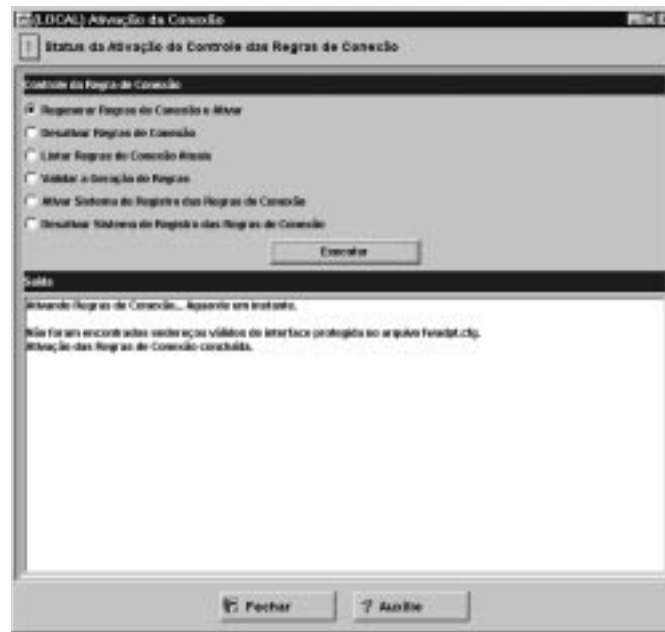 (LOCAL) Ativação da Conexão
Status da Ativação do Controle das Regras de Conexão
Controle da Regra de Conexão
Regenerar Regras de Conexão e Ativar
Desativar Regras de Conexão
Listar Regras de Conexão Atuais
Validar a Geração de Regras
Ativar Sistema de Registro das Regras de Conexão
Desativar Sistema de Registro das Regras de Conexão
Executar
Saída
Ativando Regras de Conexão... Aguarde um instante.
Não foram encontrados endereços válidos de interface protegida no arquivo fwadpt.cfg.
Ativação das Regras de Conexão concluída.
Fechar
? Auxílio